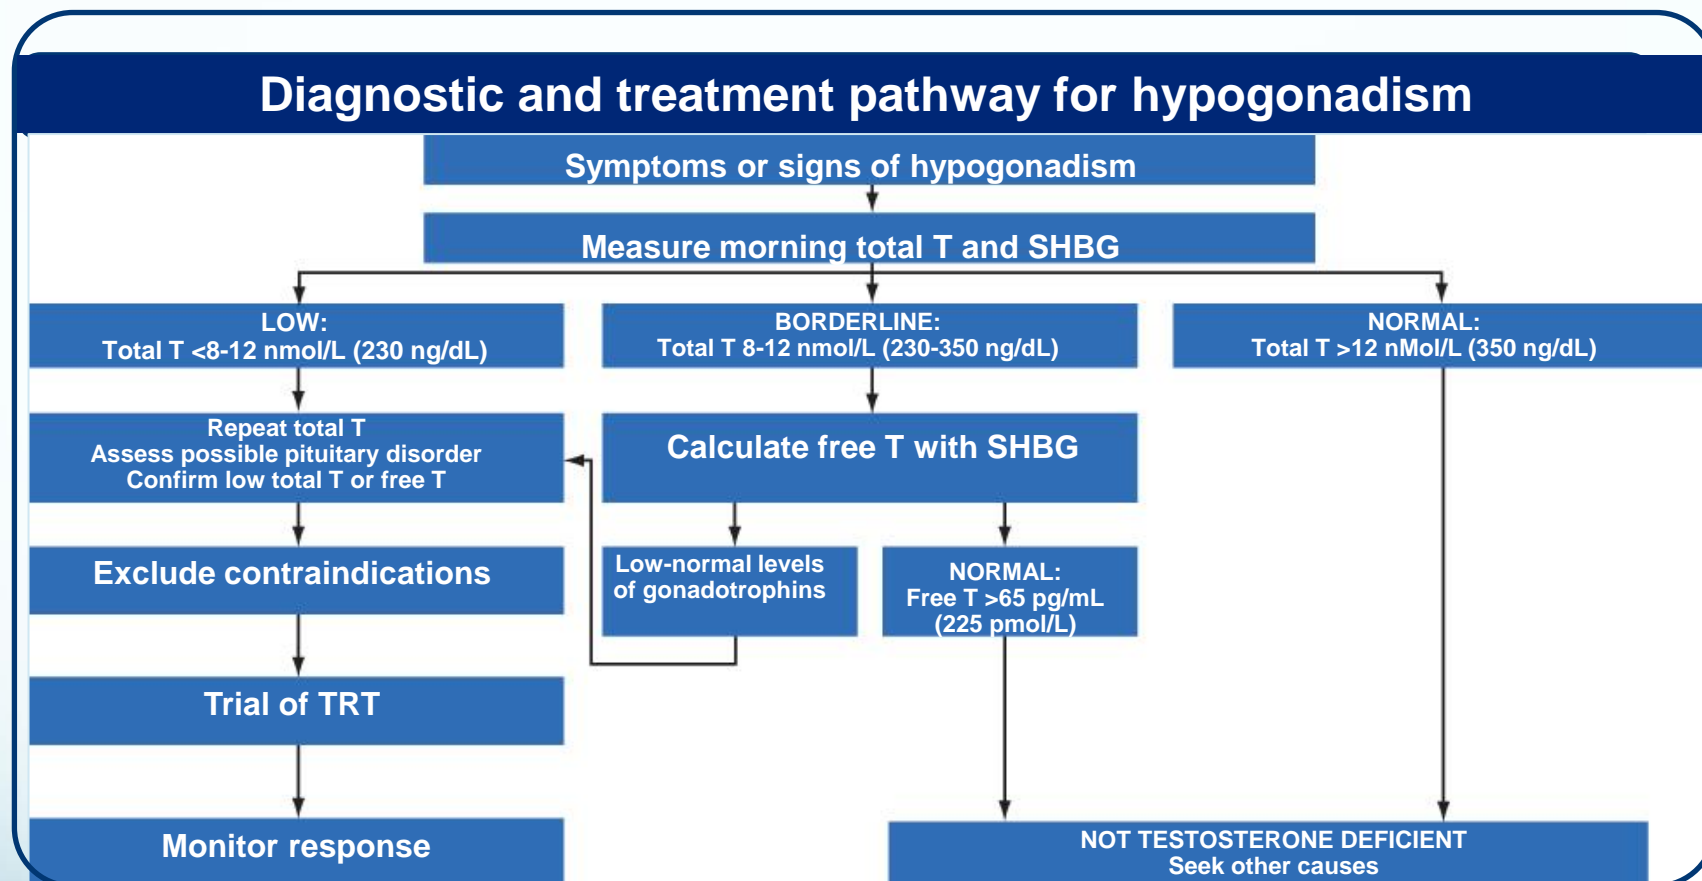 Diagnostic and treatment pathway for hypogonadism
Symptoms or signs of hypogonadism
Measure morning total T and SHBG
LOW:
Total T <8-12 nmol/L (230 ng/dL)
BORDERLINE:
Total T 8-12 nmol/L (230-350 ng/dL)
NORMAL:
Total T >12 nMol/L (350 ng/dL)
Repeat total T
Assess possible pituitary disorder
Confirm low total T or free T
Calculate free T with SHBG
Exclude contraindications
Low-normal levels
of gonadotrophins
NORMAL:
Free T >65 pg/mL
(225 pmol/L)
Trial of TRT
Monitor response
NOT TESTOSTERONE DEFICIENT
Seek other causes